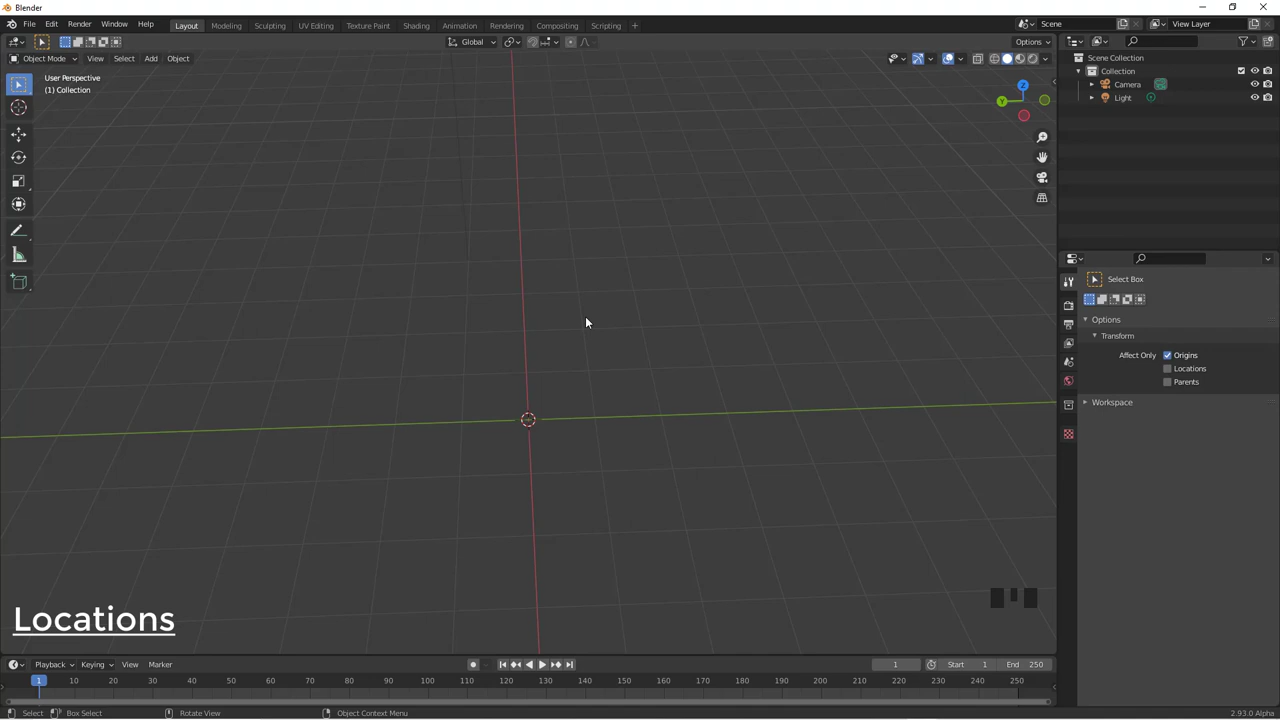 Blender
File Edit Render Window Help
Layout Modeling Sculpting UV Editing Texture Paint Shading Animation Rendering Compositing Scripting +
Scene
View Layer
Global
Options
Object Mode View Select Add Object
User Perspective
(1) Collection
Z
Y
Scene Collection
Collection
Camera
Light
Select Box
Options
Transform
Affect Only Origins
Locations
Parents
Workspace
Locations
Playback Keying View Marker
1 Start 1 End 250
1 10 20 30 40 50 60 70 80 90 100 110 120 130 140 150 160 170 180 190 200 210 220 230 240 250
Select Box Select Rotate View Object Context Menu 2.93.0 Alpha